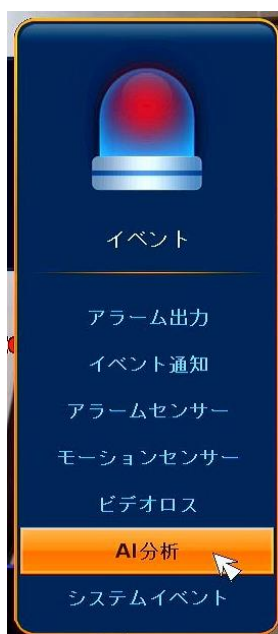 イベント
アラーム出力
イベント通知
アラームセンサー
モーションセンサー
ビデオロス
AI分析
システムイベント